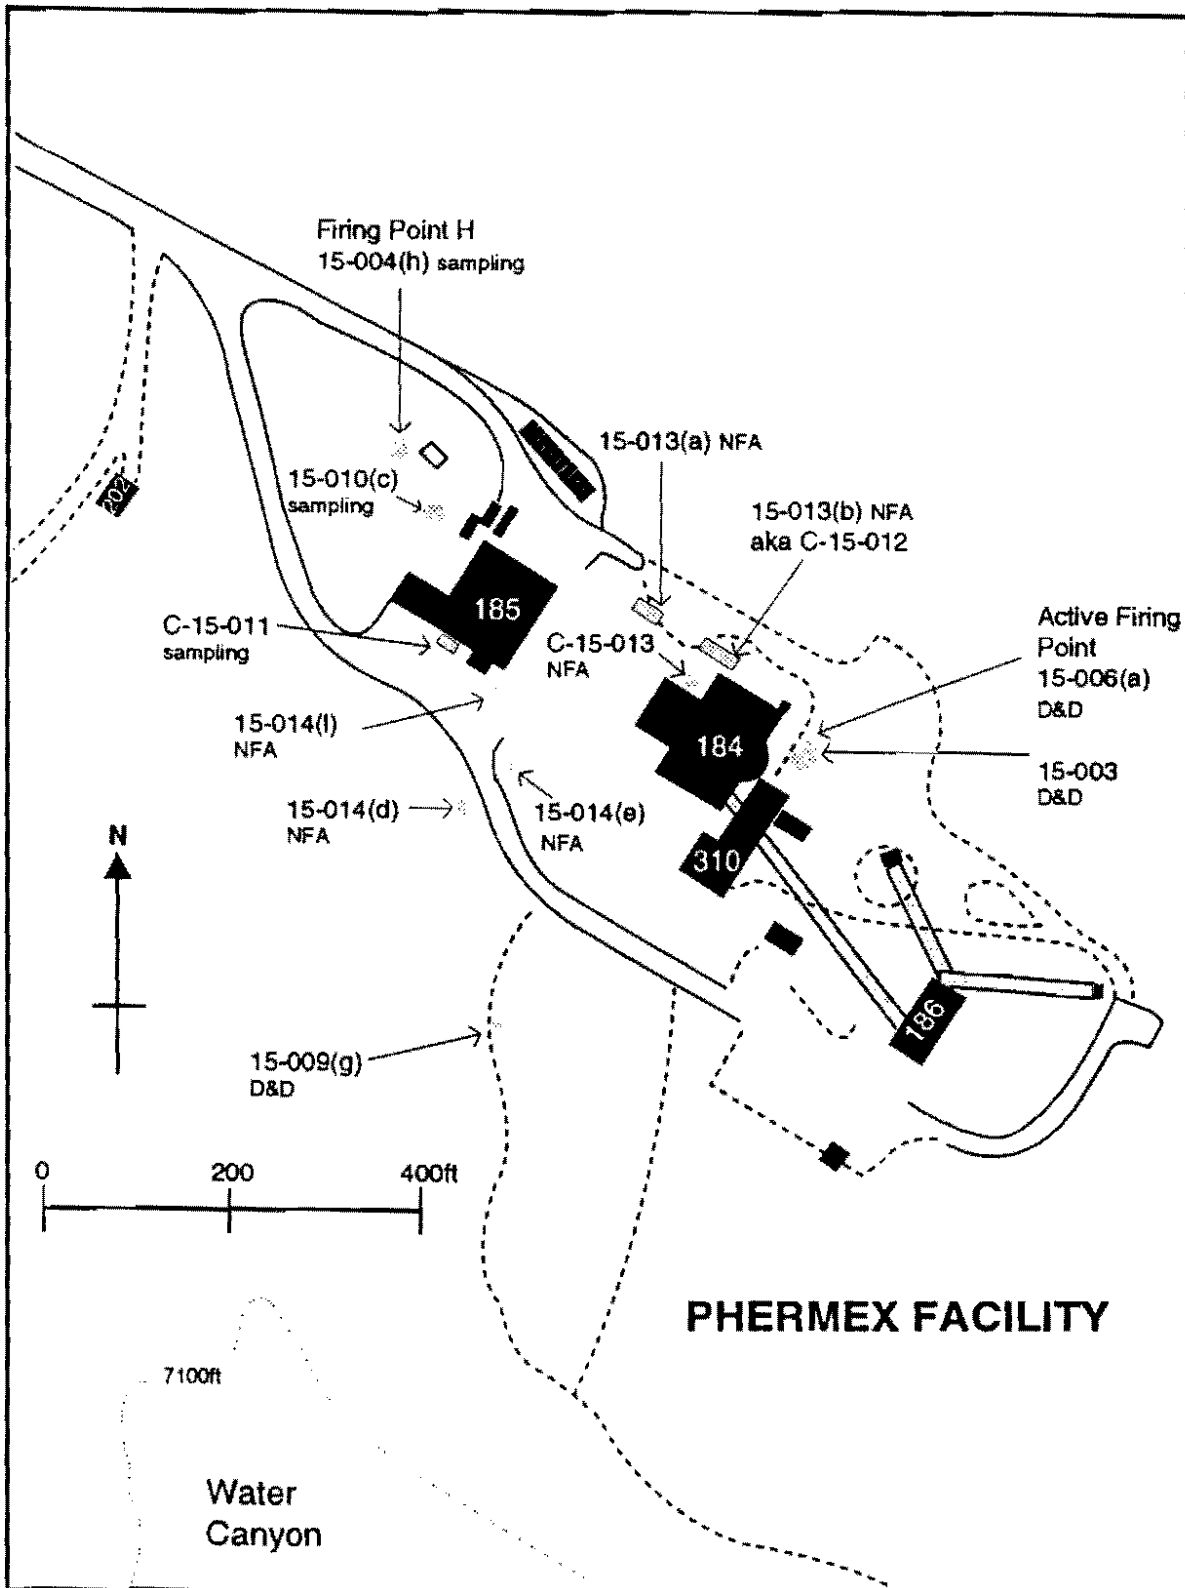 Firing Point H
15-004(h) sampling
15-013(a) NFA
15-010(c)
sampling
202
15-013(b) NFA
aka C-15-012
185
C-15-011
sampling
C-15-013
NFA
Active Firing
Point
15-006(a)
D&D
15-014(l)
NFA
184
15-003
D&D
15-014(d)
NFA
15-014(e)
NFA
N
310
186
15-009(g)
D&D
0 200 400ft
PHERMEX FACILITY
7100ft
Water
Canyon